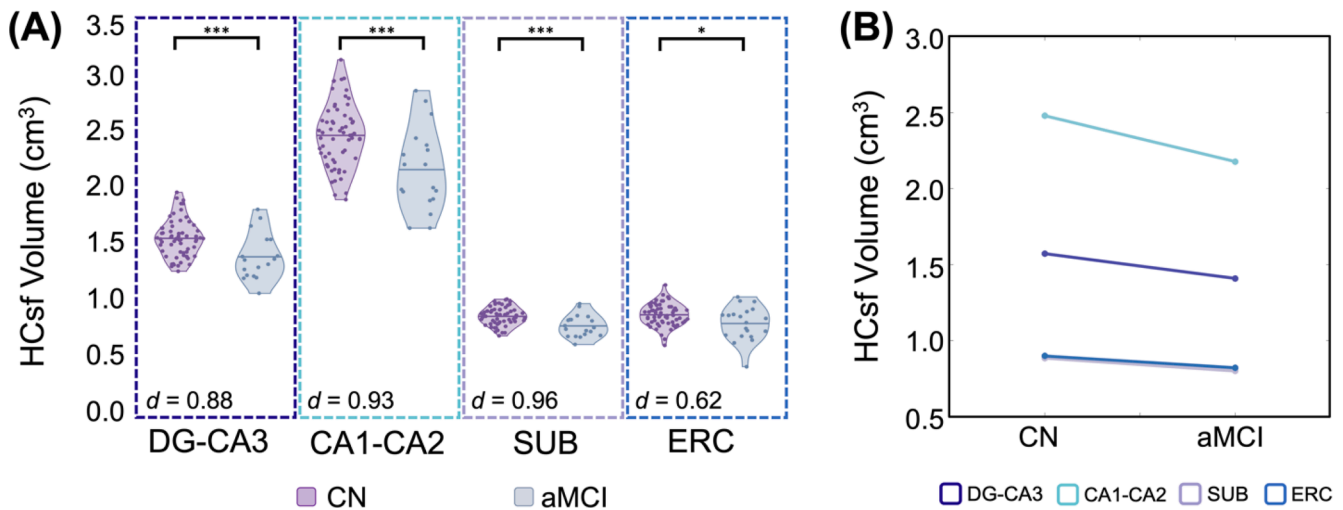 (A)
HCsf Volume (cm³)
3.5
3.0
2.5
2.0
1.5
1.0
0.5
0.0
*** *** *** *
d = 0.88 d = 0.93 d = 0.96 d = 0.62
DG-CA3 CA1-CA2 SUB ERC
CN aMCI
(B)
HCsf Volume (cm³)
3.0
2.5
2.0
1.5
1.0
0.5
CN aMCI
DG-CA3 CA1-CA2 SUB ERC